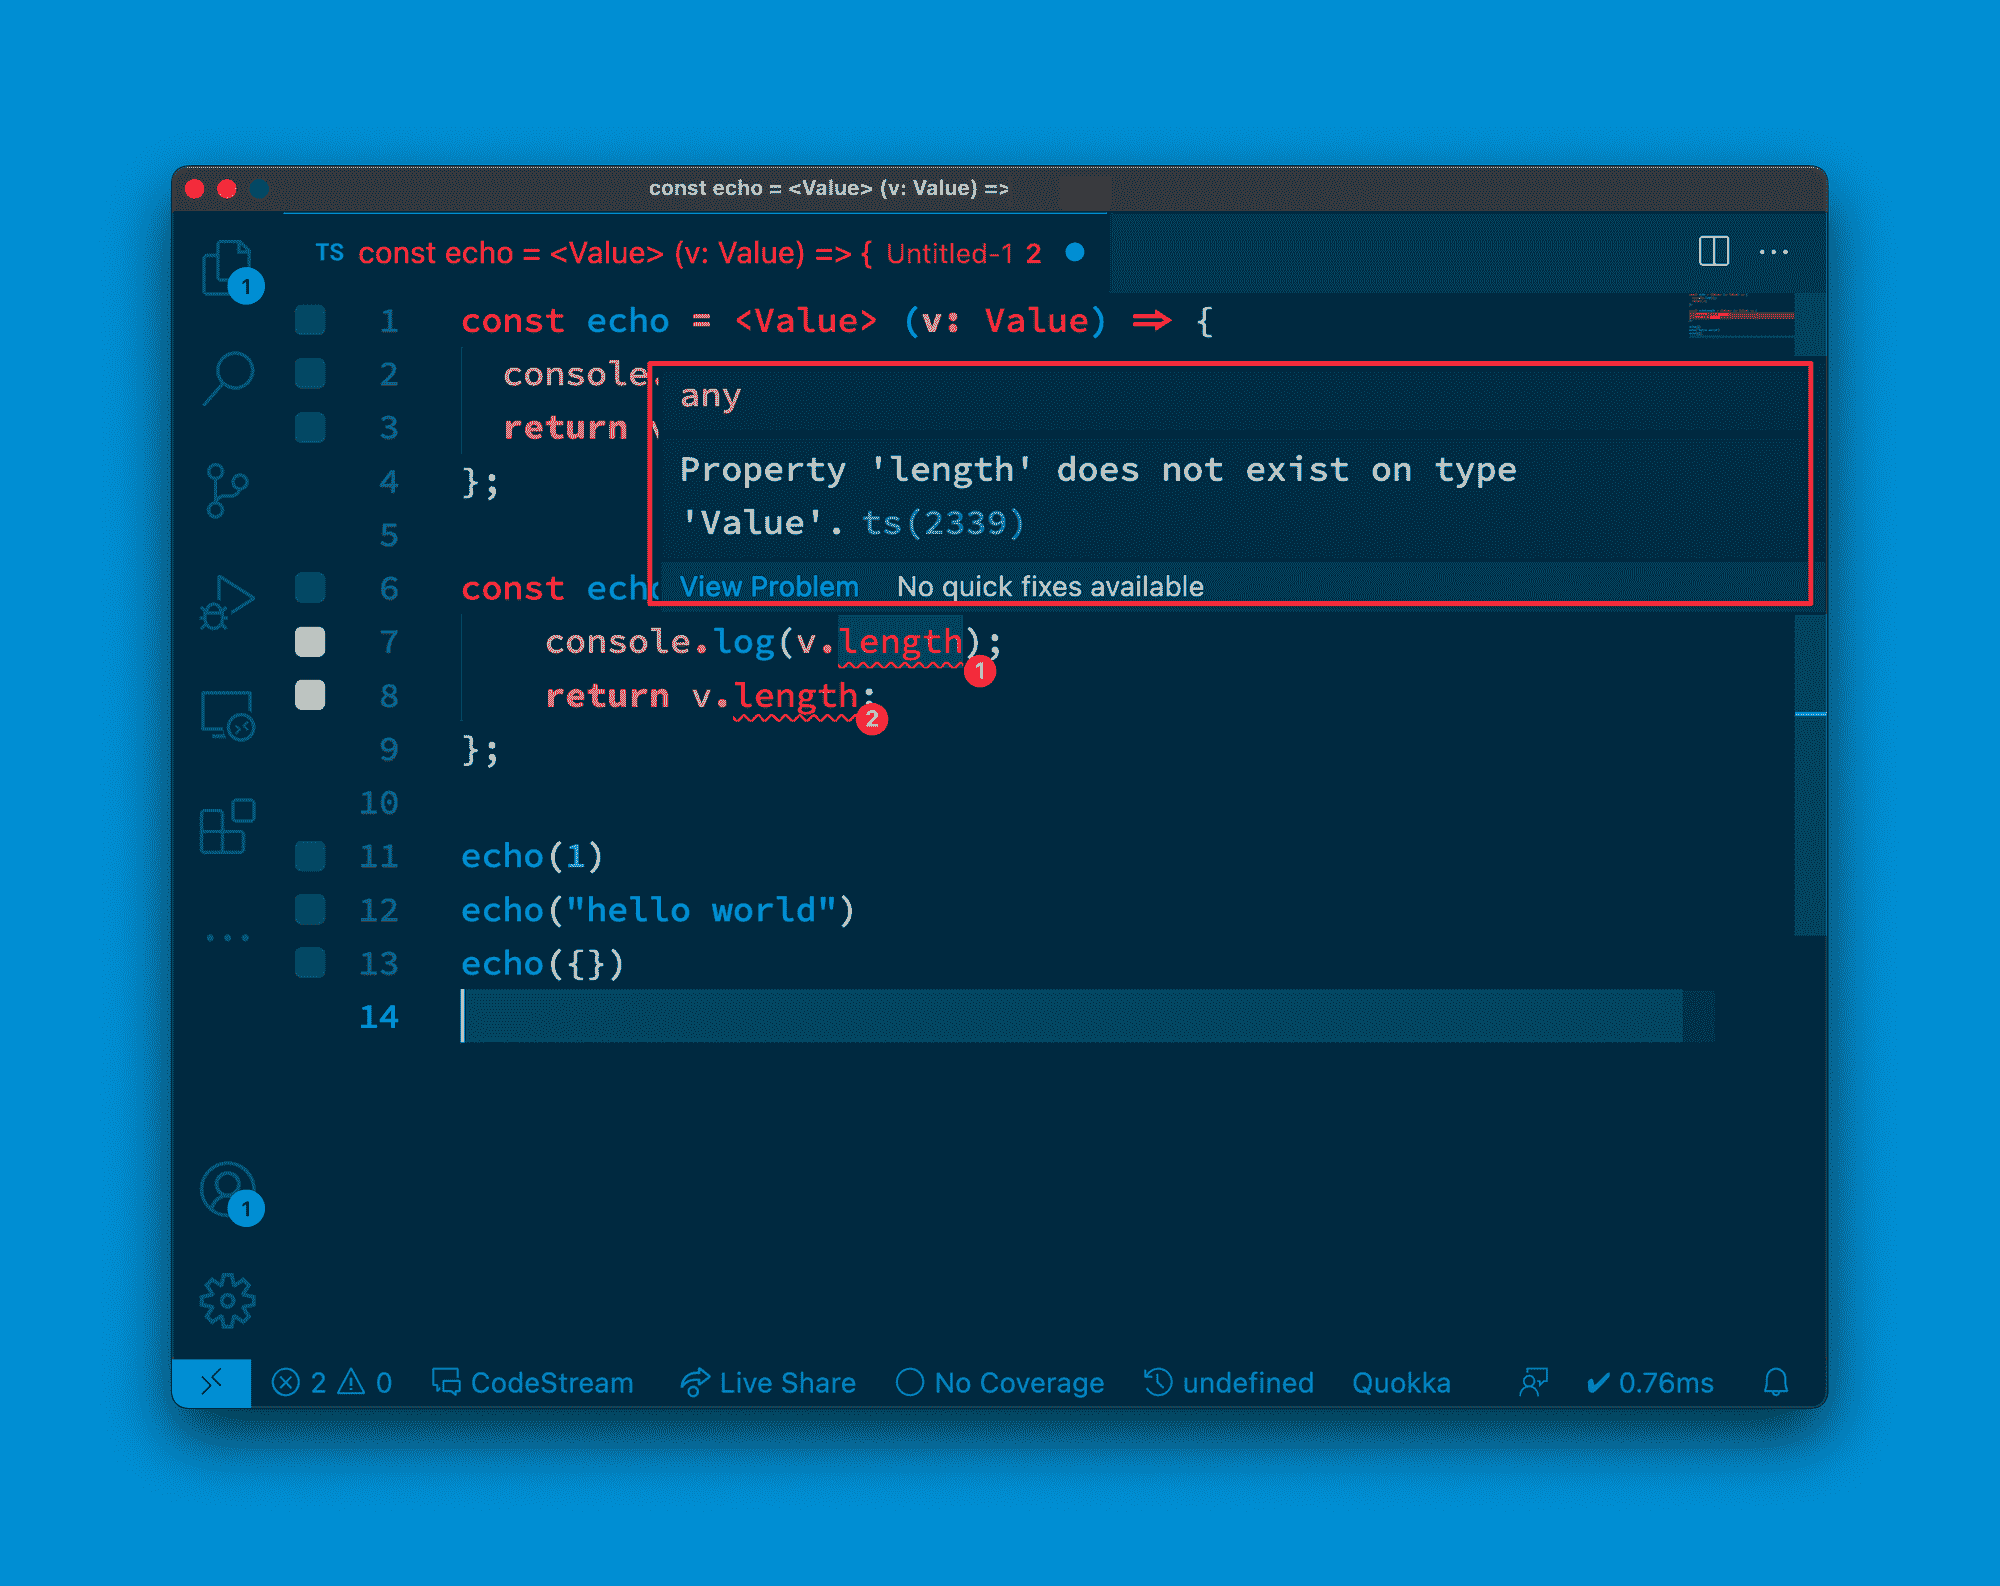 const echo = <Value> (v: Value) =>
TS const echo = <Value> (v: Value) => { Untitled-1 2
1
1 const echo = <Value> (v: Value) => {
2 console.
any
3 return
Property 'length' does not exist on type
4 };
'Value'. ts(2339)
5
6 const echo
View Problem No quick fixes available
7 console.log(v.length);
1
8 return v.length;
2
9 };
10
11 echo(1)
12 echo("hello world")
13 echo({})
14
1
2 0 CodeStream Live Share No Coverage undefined Quokka 0.76ms